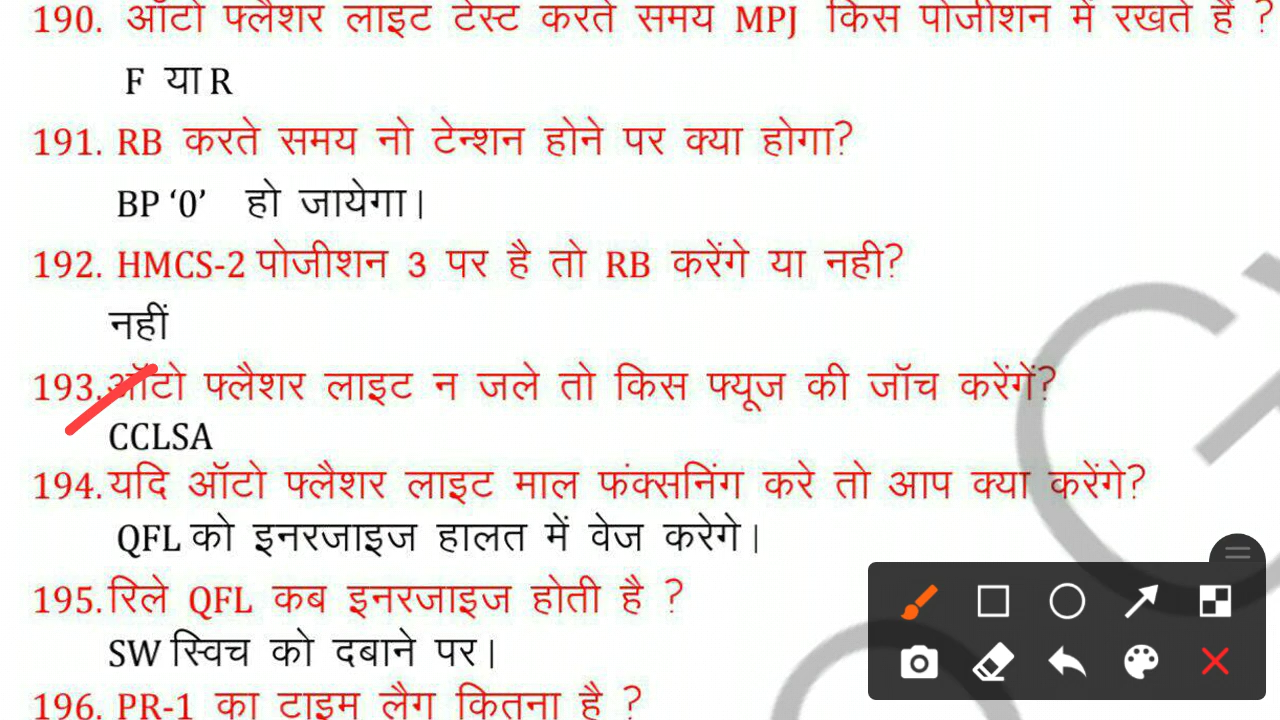 190. ऑटो फ्लैशर लाइट टेस्ट करते समय MPJ किस पोजीशन में रखते हैं ?
F या R
191. RB करते समय नो टेन्शन होने पर क्या होगा?
BP ‘0’ हो जायेगा।
192. HMCS-2 पोजीशन 3 पर है तो RB करेंगे या नही?
नहीं
193. ऑटो फ्लैशर लाइट न जले तो किस फ्यूज की जॉच करेंगें?
CCLSA
194. यदि ऑटो फ्लैशर लाइट माल फंक्सनिंग करे तो आप क्या करेंगे?
QFL को इनरजाइज हालत में वेज करेगे।
195. रिले QFL कब इनरजाइज होती है ?
SW स्विच को दबाने पर।
196. PR-1 का टाइम लैग कितना है ?